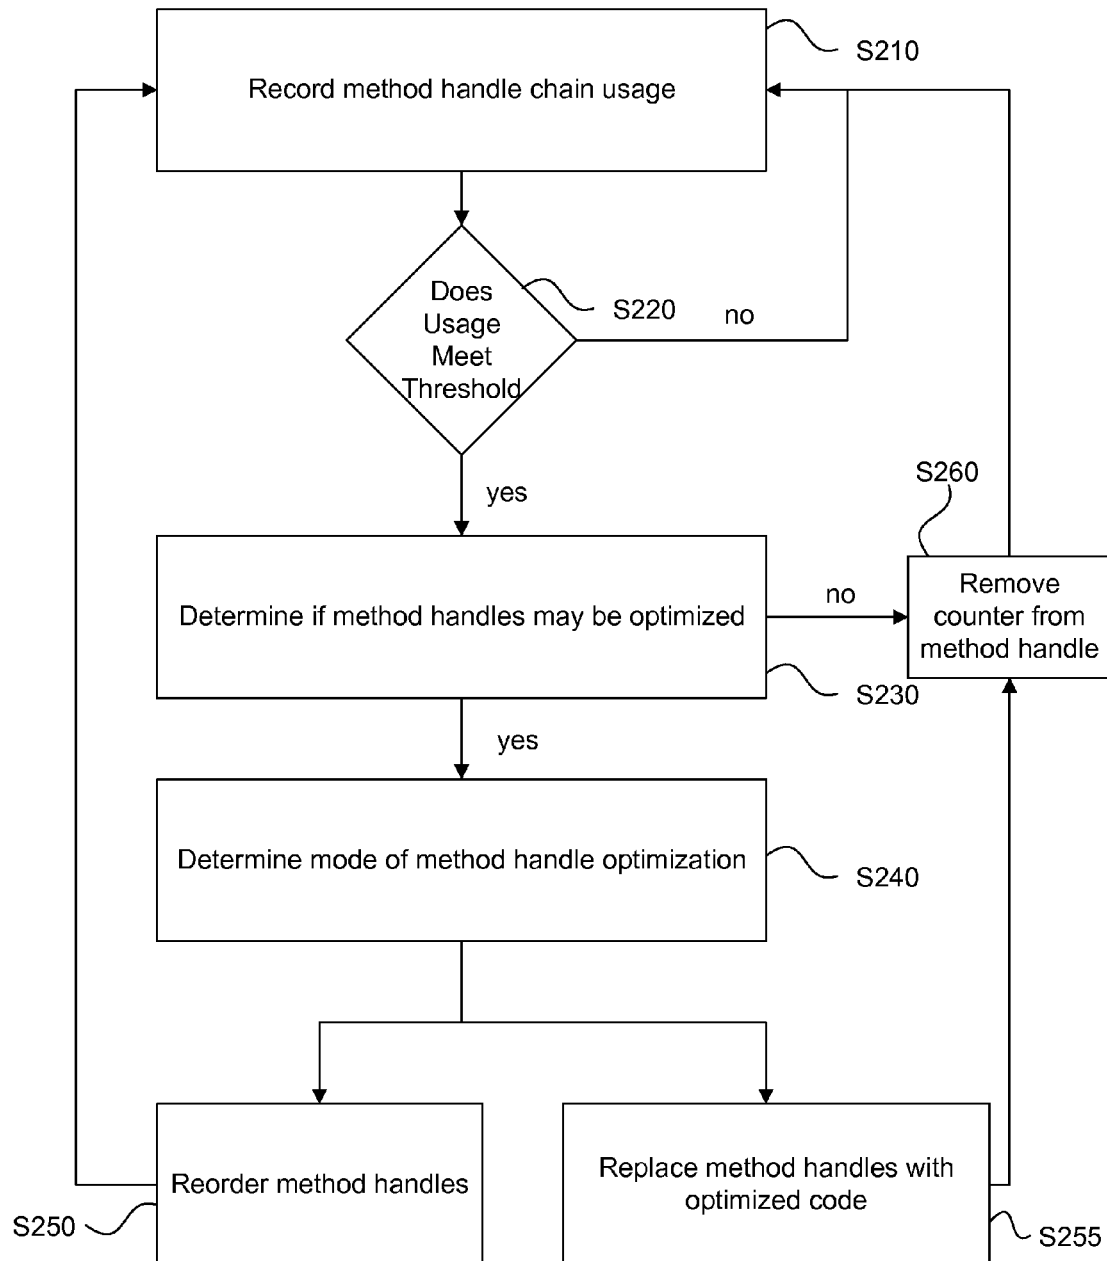 S210
Record method handle chain usage
Does
Usage
Meet
Threshold
S220
no
yes
S260
Remove
counter from
method handle
Determine if method handles may be optimized
no
S230
yes
Determine mode of method handle optimization
S240
Reorder method handles
S250
Replace method handles with
optimized code
S255